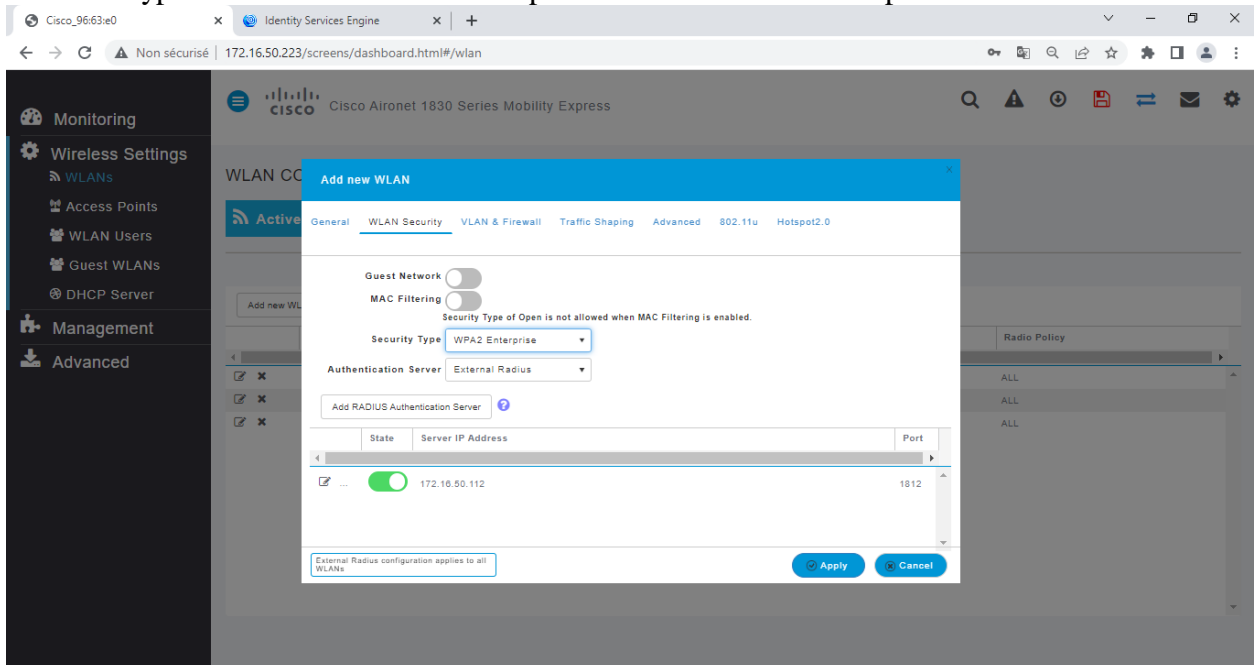 Cisco_96:63:e0
Identity Services Engine
Non sécurisé
172.16.50.223/screens/dashboard.html#/wlan
CISCO Cisco Aironet 1830 Series Mobility Express
Monitoring
Wireless Settings
WLANs
Access Points
WLAN Users
Guest WLANs
DHCP Server
Management
Advanced
WLAN CO
Active
Add new WL
Radio Policy
ALL
ALL
ALL
Add new WLAN
General WLAN Security VLAN & Firewall Traffic Shaping Advanced 802.11u Hotspot2.0
Guest Network
MAC Filtering
Security Type of Open is not allowed when MAC Filtering is enabled.
Security Type WPA2 Enterprise
Authentication Server External Radius
Add RADIUS Authentication Server ?
State Server IP Address Port
... 172.16.50.112 1812
External Radius configuration applies to all
WLANs
Apply Cancel